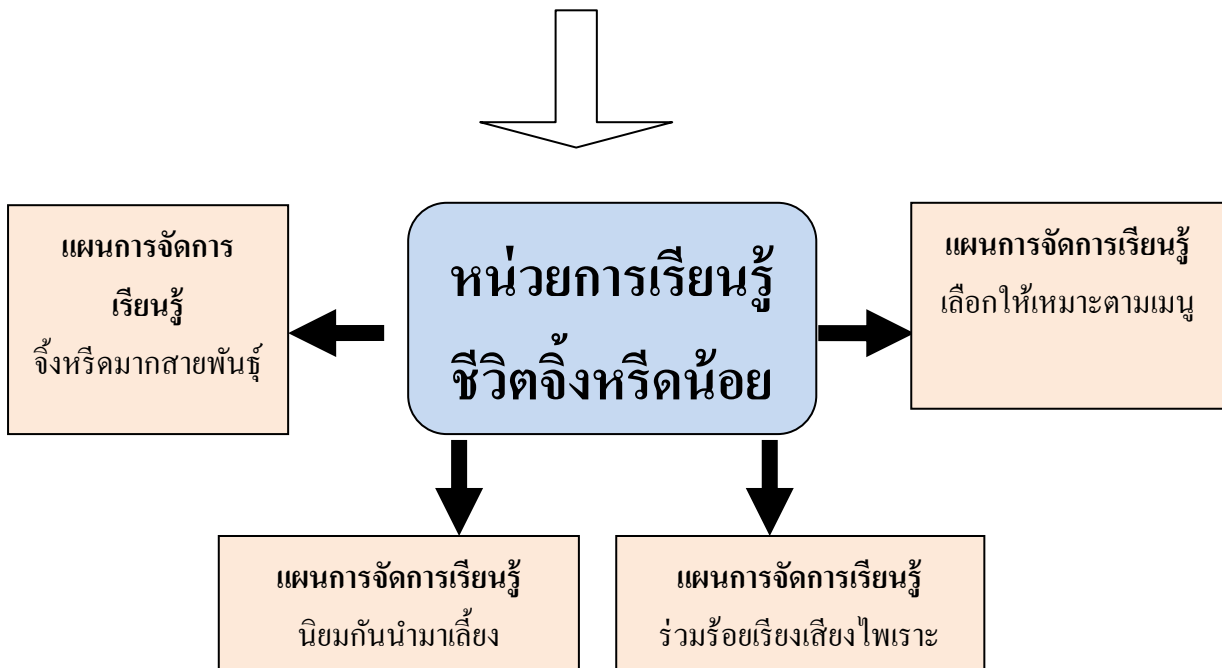 แผนการจัดการ
เรียนรู้
จิ้งหรีดมากสายพันธุ์
หน่วยการเรียนรู้
ชีวิตจิ้งหรีดน้อย
แผนการจัดการเรียนรู้
เลือกให้เหมาะตามเมนู
แผนการจัดการเรียนรู้
นิยมกันนำมาเลี้ยง
แผนการจัดการเรียนรู้
ร่วมร้อยเรียงเสียงไพเราะ